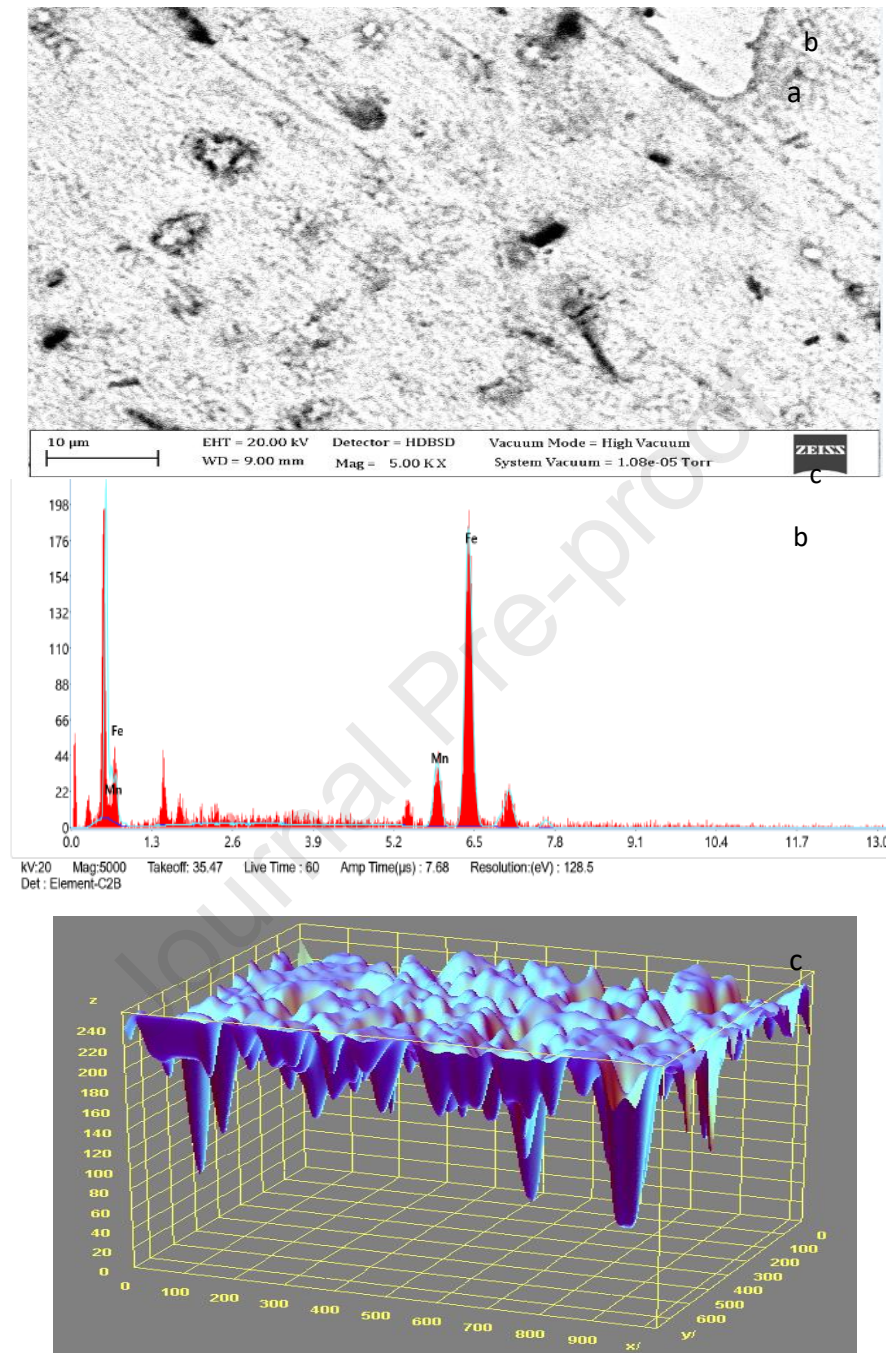 b
a
10 µm
EHT = 20.00 kV Detector = HDBSD Vacuum Mode = High Vacuum
WD = 9.00 mm Mag = 5.00 K X System Vacuum = 1.08e-05 Torr
ZEISS
c
b
198
176
154
132
110
88
66
44
22
0
Fe
Mn
Mn
Fe
0.0 1.3 2.6 3.9 5.2 6.5 7.8 9.1 10.4 11.7 13.0
kV:20 Mag:5000 Takeoff: 35.47 Live Time : 60 Amp Time(µs) : 7.68 Resolution:(eV) : 128.5
Det : Element-C2B
Journal Pre-proof
c
z
240
220
200
180
160
140
120
100
80
60
40
20
0
0 100 200 300 400 500 600 700 800 900 x/
0
100
200
300
400
500
600
y/